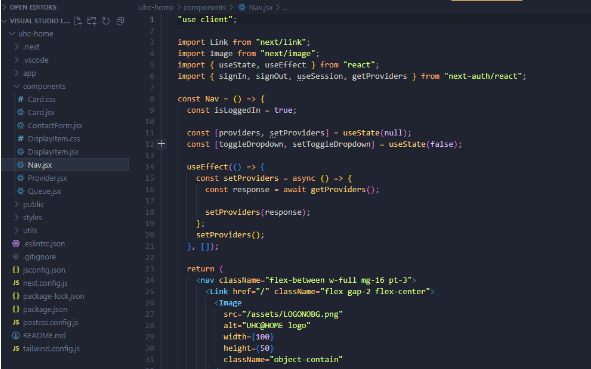 OPEN EDITORS
VISUAL STUDIO I...
uhc-home
.next
.vscode
app
components
Card.css
Card.jsx
ContactForm.jsx
DisplayItem.css
DisplayItem.jsx
Nav.jsx
Provider.jsx
Queue.jsx
public
styles
utils
.eslintrc.json
.gitignore
jsconfig.json
next.config.js
package-lock.json
package.json
postcss.config.js
README.md
tailwind.config.js
uhc-home > components > Nav.jsx > ...
1 "use client";
2
3 import Link from "next/link";
4 import Image from "next/image";
5 import { useState, useEffect } from "react";
6 import { signIn, signOut, useSession, getProviders } from "next-auth/react";
7
8 const Nav = () => {
9 const isLoggedIn = true;
10
11 const [providers, setProviders] = useState(null);
12 const [toggleDropdown, setToggleDropdown] = useState(false);
13
14 useEffect(() => {
15 const setProviders = async () => {
16 const response = await getProviders();
17
18 setProviders(response);
19 };
20 setProviders();
21 }, []);
22
23 return (
24 <nav className="flex-between w-full mg-16 pt-3">
25 <Link href="/" className="flex gap-2 flex-center">
26 <Image
27 src="/assets/LOGONOBG.png"
28 alt="UHC@HOME logo"
29 width={100}
30 height={50}
31 className="object-contain"